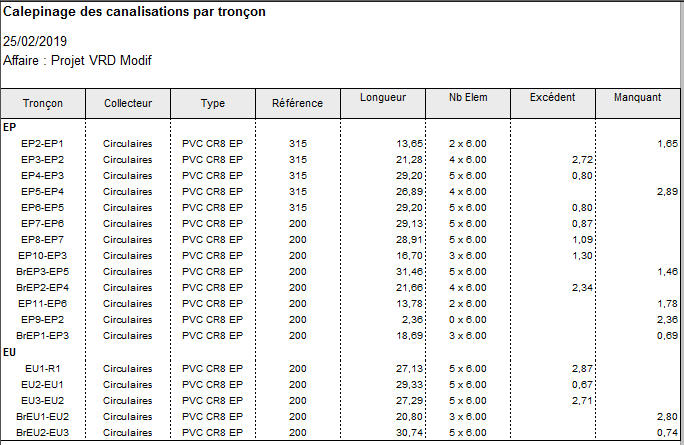 Calepinage des canalisations par tronçon
25/02/2019
Affaire : Projet VRD Modif
Tronçon Collecteur Type Référence Longueur Nb Elem Excédent Manquant
EP
EP2-EP1 Circulaires PVC CR8 EP 315 13,65 2 x 6.00 1,65
EP3-EP2 Circulaires PVC CR8 EP 315 21,28 4 x 6.00 2,72
EP4-EP3 Circulaires PVC CR8 EP 315 29,20 5 x 6.00 0,80
EP5-EP4 Circulaires PVC CR8 EP 315 26,89 4 x 6.00 2,89
EP6-EP5 Circulaires PVC CR8 EP 315 29,20 5 x 6.00 0,80
EP7-EP6 Circulaires PVC CR8 EP 200 29,13 5 x 6.00 0,87
EP8-EP7 Circulaires PVC CR8 EP 200 28,91 5 x 6.00 1,09
EP10-EP3 Circulaires PVC CR8 EP 200 16,70 3 x 6.00 1,30
BrEP3-EP5 Circulaires PVC CR8 EP 200 31,46 5 x 6.00 1,46
BrEP2-EP4 Circulaires PVC CR8 EP 200 21,66 4 x 6.00 2,34
EP11-EP6 Circulaires PVC CR8 EP 200 13,78 2 x 6.00 1,78
EP9-EP2 Circulaires PVC CR8 EP 200 2,36 0 x 6.00 2,36
BrEP1-EP3 Circulaires PVC CR8 EP 200 18,69 3 x 6.00 0,69
EU
EU1-R1 Circulaires PVC CR8 EP 200 27,13 5 x 6.00 2,87
EU2-EU1 Circulaires PVC CR8 EP 200 29,33 5 x 6.00 0,67
EU3-EU2 Circulaires PVC CR8 EP 200 27,29 5 x 6.00 2,71
BrEU1-EU2 Circulaires PVC CR8 EP 200 20,80 3 x 6.00 2,80
BrEU2-EU3 Circulaires PVC CR8 EP 200 30,74 5 x 6.00 0,74